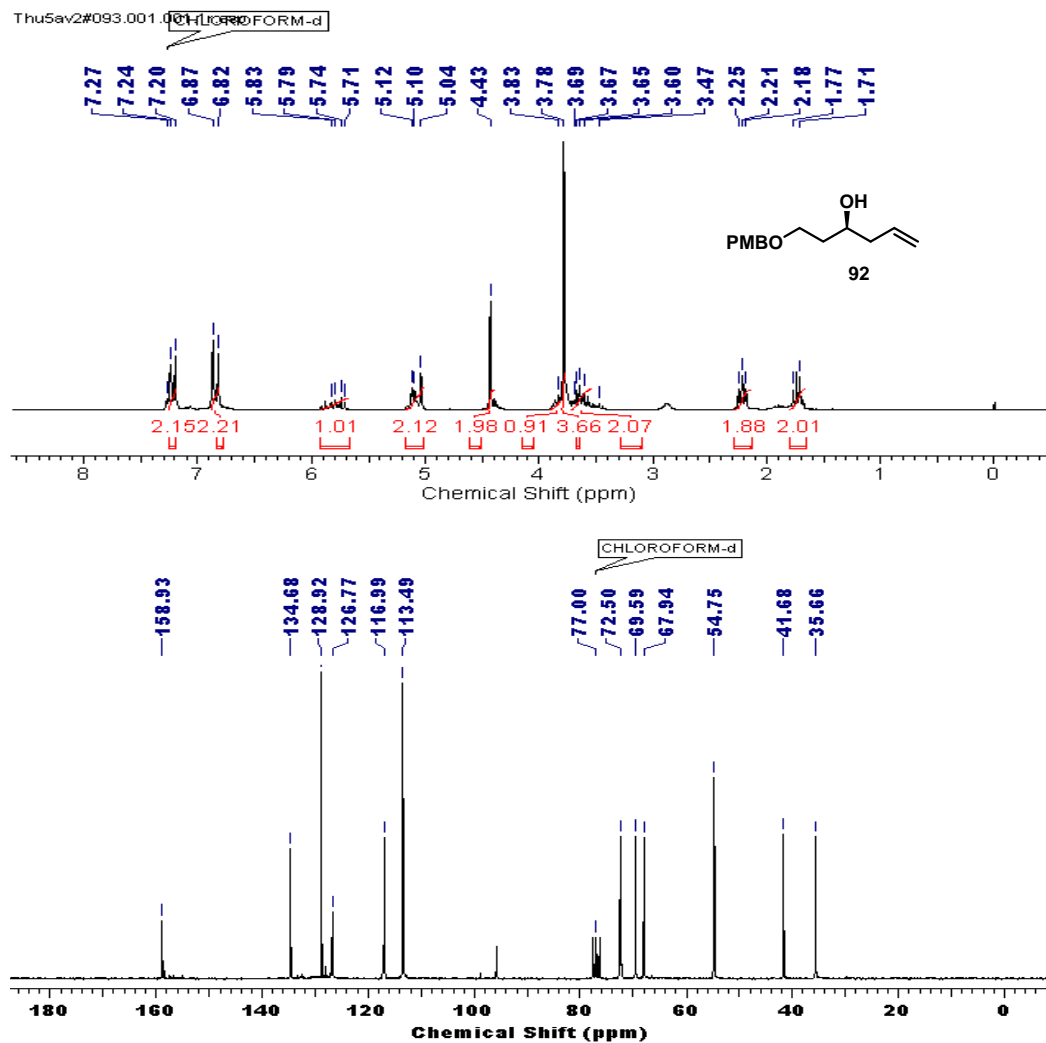 Thu5av2#093.001.001.1r.esp
CHLOROFORM-d
7.27 7.24 7.20 6.87 6.82 5.83 5.79 5.74 5.71 5.12 5.10 5.04 4.43 3.83 3.78 3.69 3.67 3.65 3.60 3.47 2.25 2.21 2.18 1.77 1.71
OH
PMBO
92
2.15 2.21 1.01 2.12 1.98 0.91 3.66 2.07 1.88 2.01
8 7 6 5 4 3 2 1 0
Chemical Shift (ppm)
CHLOROFORM-d
158.93 134.68 128.92 126.77 116.99 113.49 77.00 72.50 69.59 67.94 54.75 41.68 35.66
180 160 140 120 100 80 60 40 20 0
Chemical Shift (ppm)